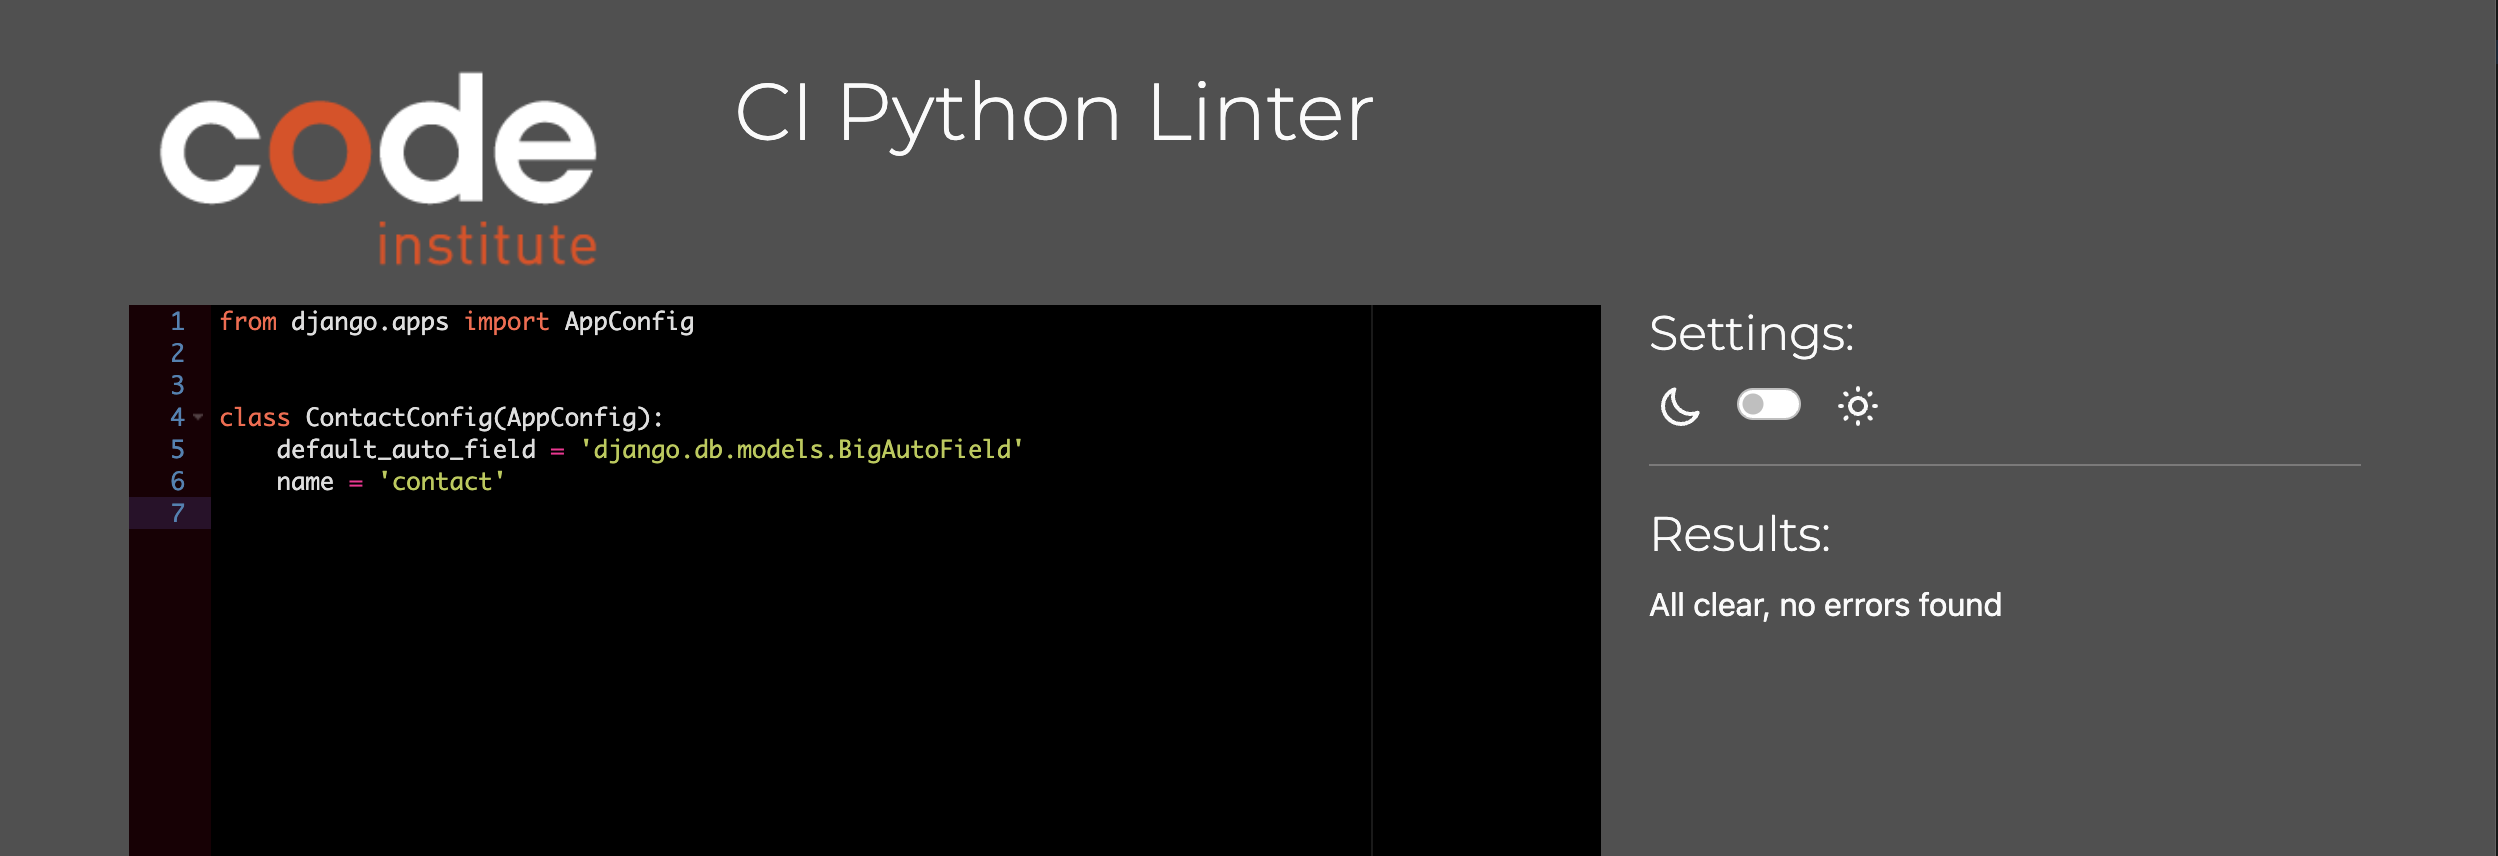 code
institute
CI Python Linter
1 from django.apps import AppConfig
2
3
4 class ContactConfig(AppConfig):
5     default_auto_field = 'django.db.models.BigAutoField'
6     name = 'contact'
7
Settings:
Results:
All clear, no errors found